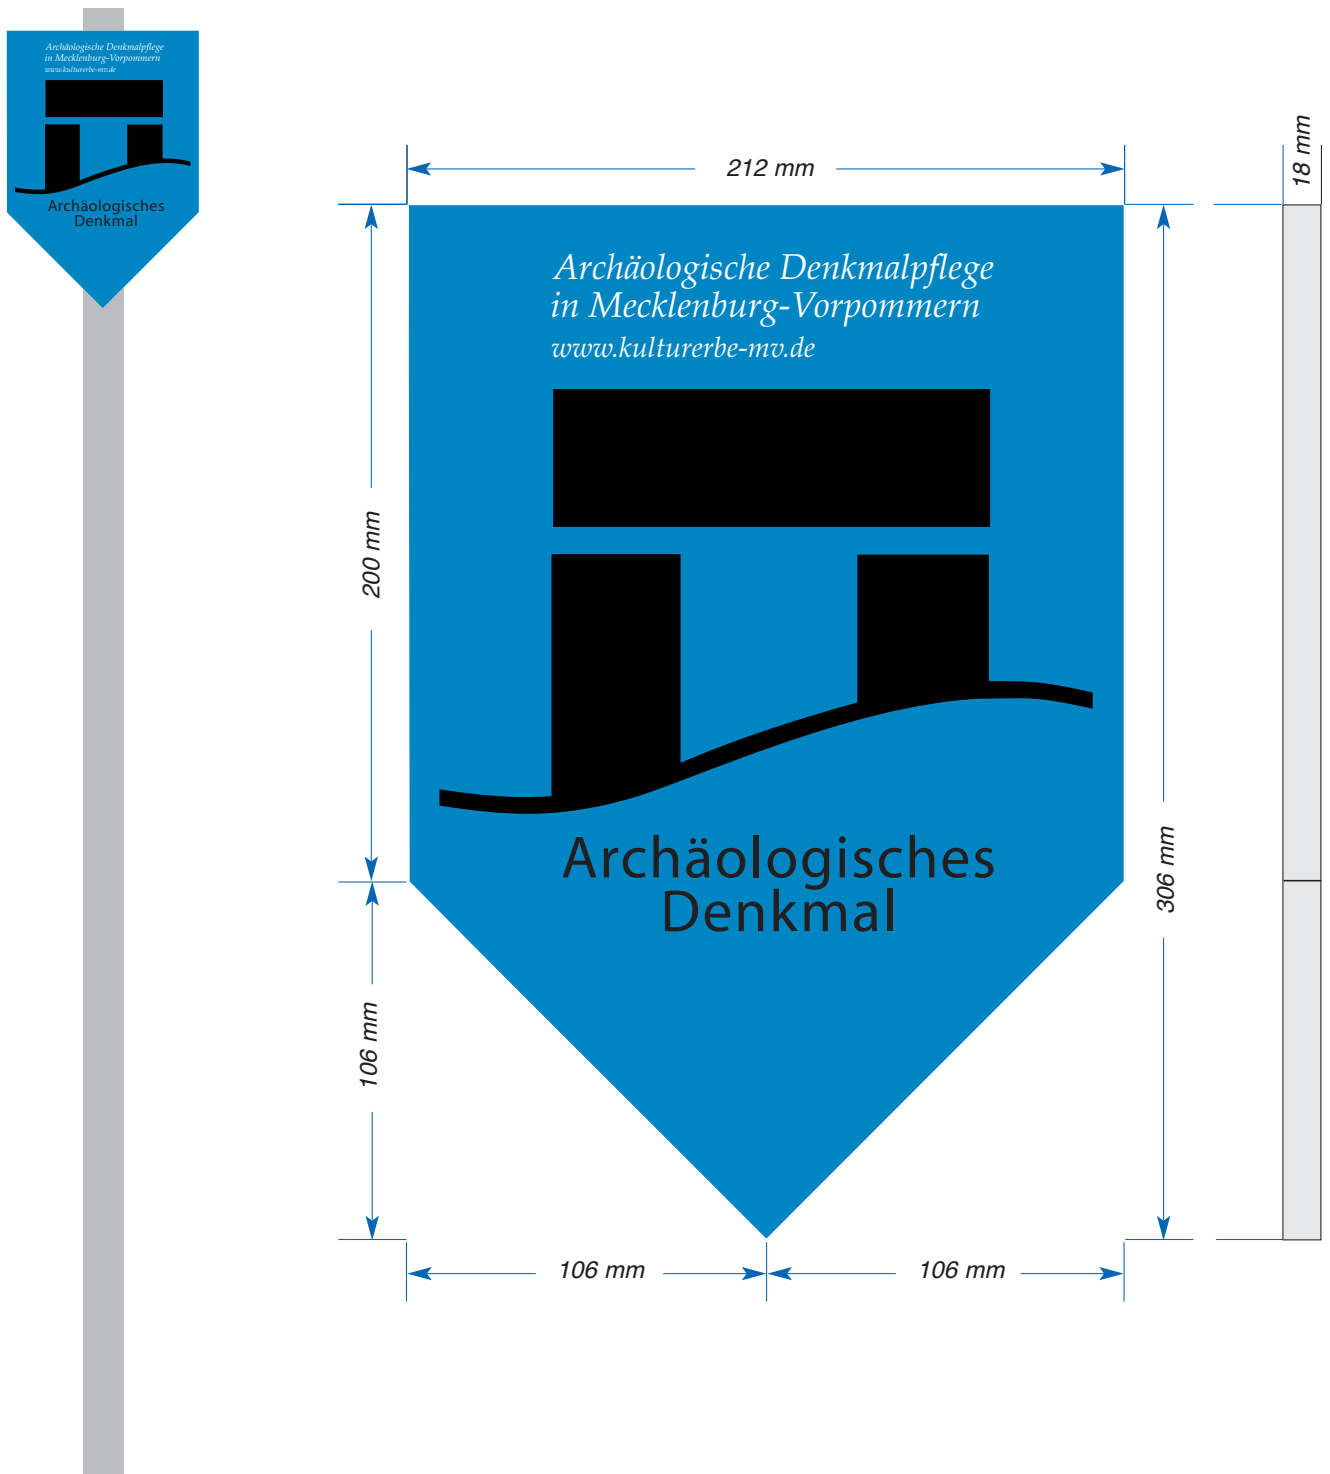 Archäologische Denkmalpflege
in Mecklenburg-Vorpommern
www.kulturerbe-mv.de
Archäologisches
Denkmal
212 mm
18 mm
Archäologische Denkmalpflege
in Mecklenburg-Vorpommern
www.kulturerbe-mv.de
200 mm
Archäologisches
Denkmal
306 mm
106 mm
106 mm
106 mm